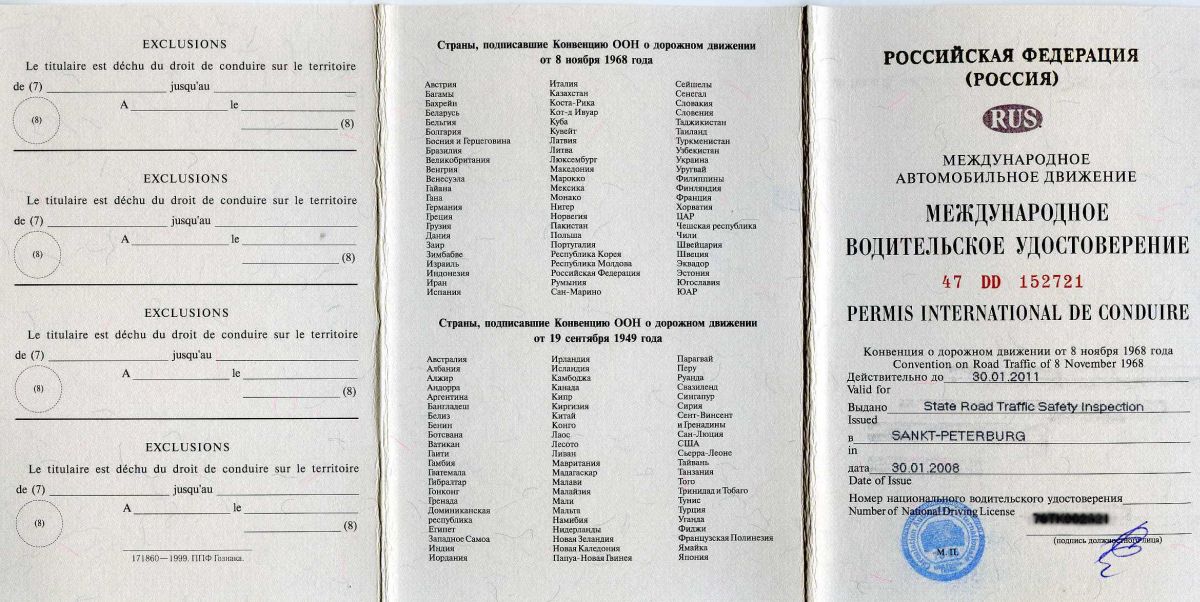 EXCLUSIONS
Le titulaire est déchu du droit de conduire sur le territoire
de (7) jusqu'au
A le
(8)
(8)
EXCLUSIONS
Le titulaire est déchu du droit de conduire sur le territoire
de (7) jusqu'au
A le
(8)
(8)
EXCLUSIONS
Le titulaire est déchu du droit de conduire sur le territoire
de (7) jusqu'au
A le
(8)
(8)
EXCLUSIONS
Le titulaire est déchu du droit de conduire sur le territoire
de (7) jusqu'au
A le
(8)
(8)
171860—1999. ППФ Гознака.
Страны, подписавшие Конвенцию ООН о дорожном движении
от 8 ноября 1968 года
Австрия
Багамы
Бахрейн
Беларусь
Бельгия
Болгария
Босния и Герцеговина
Бразилия
Великобритания
Венгрия
Венесуэла
Гайана
Гана
Германия
Греция
Грузия
Дания
Заир
Зимбабве
Израиль
Индонезия
Иран
Испания
Италия
Казахстан
Коста-Рика
Кот-д Ивуар
Куба
Кувейт
Латвия
Литва
Люксембург
Македония
Марокко
Мексика
Монако
Нигер
Норвегия
Пакистан
Польша
Португалия
Республика Корея
Республика Молдова
Российская Федерация
Румыния
Сан-Марино
Сейшелы
Сенегал
Словакия
Словения
Таджикистан
Таиланд
Туркменистан
Узбекистан
Украина
Уругвай
Филиппины
Финляндия
Франция
Хорватия
ЦАР
Чешская республика
Чили
Швейцария
Швеция
Эквадор
Эстония
Югославия
ЮАР
Страны, подписавшие Конвенцию ООН о дорожном движении
от 19 сентября 1949 года
Австралия
Албания
Алжир
Андорра
Аргентина
Бангладеш
Белиз
Бенин
Ботсвана
Ватикан
Гаити
Гамбия
Гватемала
Гибралтар
Гонконг
Гренада
Доминиканская
республика
Египет
Западное Самоа
Индия
Иордания
Ирландия
Исландия
Камбоджа
Канада
Кипр
Киргизия
Китай
Конго
Лаос
Лесото
Ливан
Мавритания
Мадагаскар
Малави
Малайзия
Мали
Мальта
Намибия
Нидерланды
Новая Зеландия
Новая Каледония
Папуа-Новая Гвинея
Парагвай
Перу
Руанда
Свазиленд
Сингапур
Сирия
Сент-Винсент
и Гренадины
Сан-Люция
США
Сьерра-Леоне
Тайвань
Танзания
Того
Тринидад и Тобаго
Тунис
Турция
Уганда
Фиджи
Французская Полинезия
Ямайка
Япония
РОССИЙСКАЯ ФЕДЕРАЦИЯ
(РОССИЯ)
RUS
МЕЖДУНАРОДНОЕ
АВТОМОБИЛЬНОЕ ДВИЖЕНИЕ
МЕЖДУНАРОДНОЕ
ВОДИТЕЛЬСКОЕ УДОСТОВЕРЕНИЕ
47 DD 152721
PERMIS INTERNATIONAL DE CONDUIRE
Конвенция о дорожном движении от 8 ноября 1968 года
Convention on Road Traffic of 8 November 1968
Действительно до 30.01.2011
Valid for
Выдано State Road Traffic Safety Inspection
Issued
в SANKT-PETERBURG
in
дата 30.01.2008
Date of Issue
Номер национального водительского удостоверения
Number of National Driving License
(подпись должностного лица)
М.П.